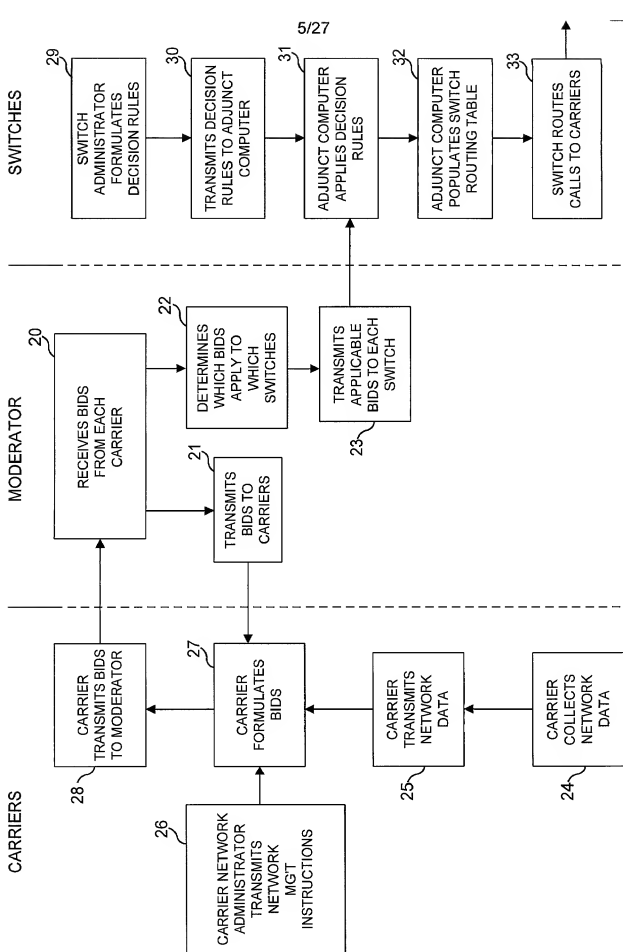 5/27
CARRIERS
MODERATOR
SWITCHES
28
CARRIER
TRANSMITS BIDS
TO MODERATOR
26
CARRIER NETWORK
ADMINISTRATOR
TRANSMITS
NETWORK
MG'T
INSTRUCTIONS
27
CARRIER
FORMULATES
BIDS
25
CARRIER
TRANSMITS
NETWORK
DATA
24
CARRIER
COLLECTS
NETWORK
DATA
20
RECEIVES BIDS
FROM EACH
CARRIER
21
TRANSMITS
BIDS TO
CARRIERS
22
DETERMINES
WHICH BIDS
APPLY TO
WHICH
SWITCHES
23
TRANSMITS
APPLICABLE
BIDS TO EACH
SWITCH
29
SWITCH
ADMINISTRATOR
FORMULATES
DECISION RULES
30
TRANSMITS DECISION
RULES TO ADJUNCT
COMPUTER
31
ADJUNCT COMPUTER
APPLIES DECISION
RULES
32
ADJUNCT COMPUTER
POPULATES SWITCH
ROUTING TABLE
33
SWITCH ROUTES
CALLS TO CARRIERS